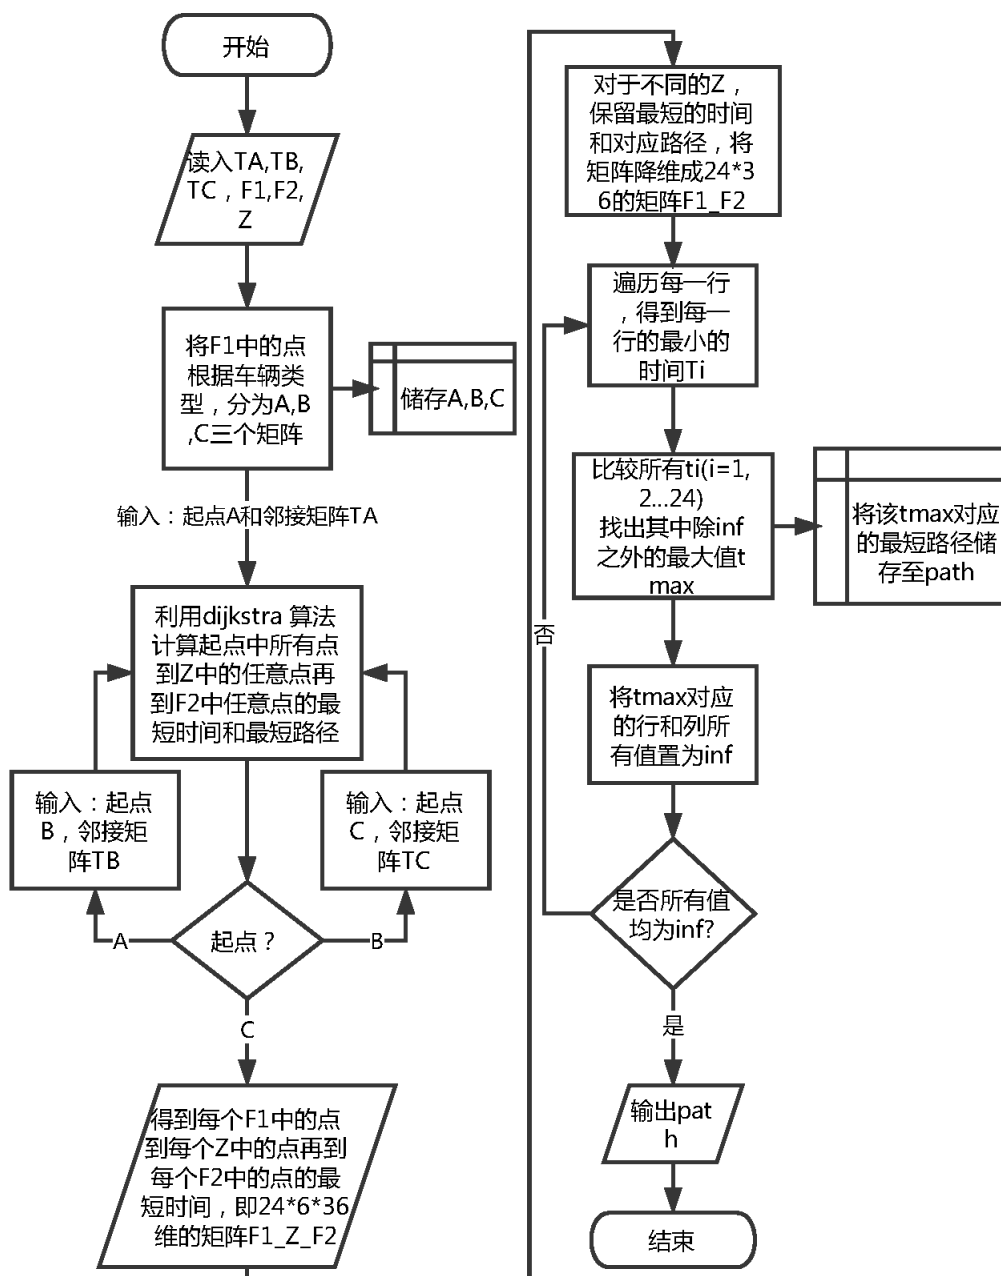 开始
读入TA,TB,
TC，F1,F2,
Z
将F1中的点
根据车辆类
型，分为A,B
,C三个矩阵
储存A,B,C
输入：起点A和邻接矩阵TA
利用dijkstra 算法
计算起点中所有点
到Z中的任意点再
到F2中任意点的最
短时间和最短路径
输入：起点
B，邻接矩
阵TB
输入：起点
C，邻接矩
阵TC
A
起点？
B
C
得到每个F1中的点
到每个Z中的点再到
每个F2中的点的最
短时间，即24*6*36
维的矩阵F1_Z_F2
对于不同的Z，
保留最短的时间
和对应路径，将
矩阵降维成24*3
6的矩阵F1_F2
遍历每一行
，得到每一
行的最小的
时间Ti
比较所有ti(i=1,
2...24)
找出其中除inf
之外的最大值t
max
将该tmax对应
的最短路径储
存至path
否
将tmax对应
的行和列所
有值置为inf
是否所有值
均为inf?
是
输出pat
h
结束